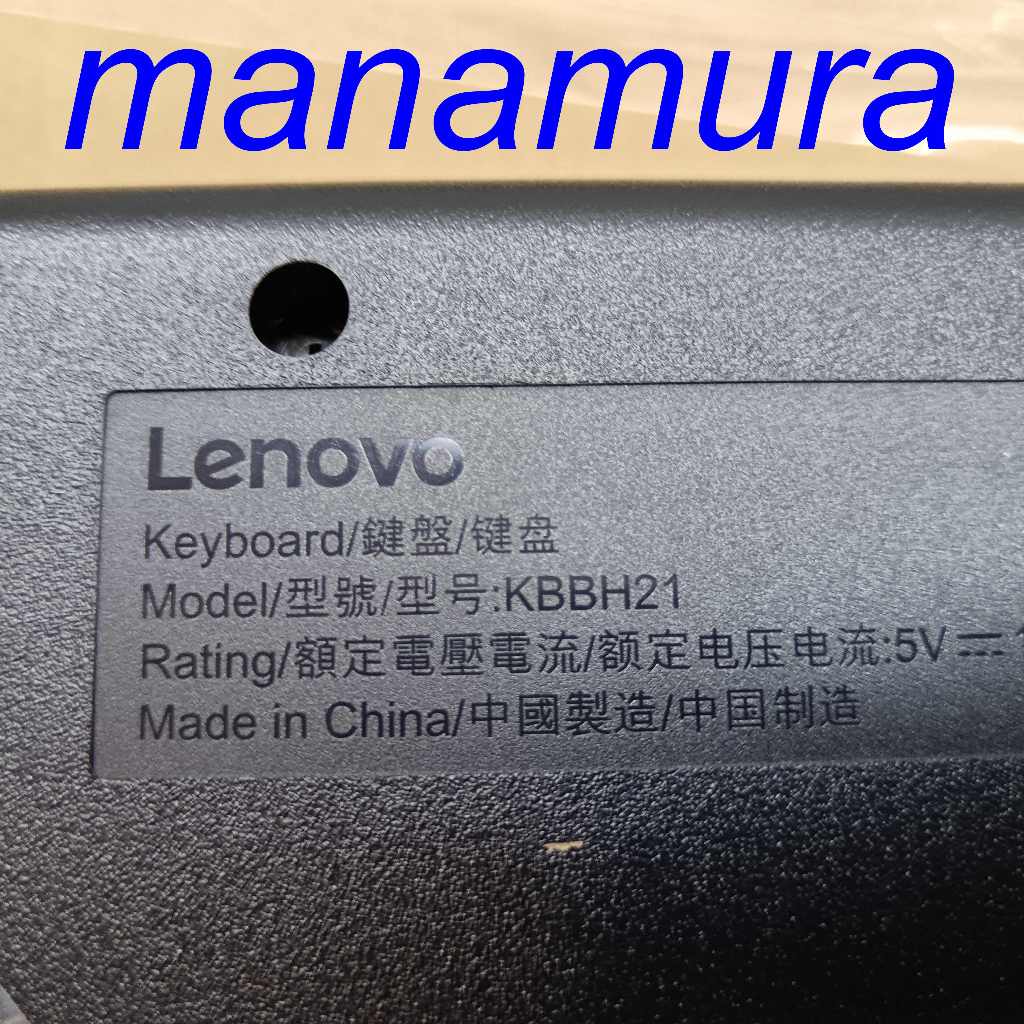 manamura
Lenovo
Keyboard/鍵盤/键盘
Model/型號/型号:KBBH21
Rating/額定電壓電流/额定电压电流:5V⎓
Made in China/中國製造/中国制造